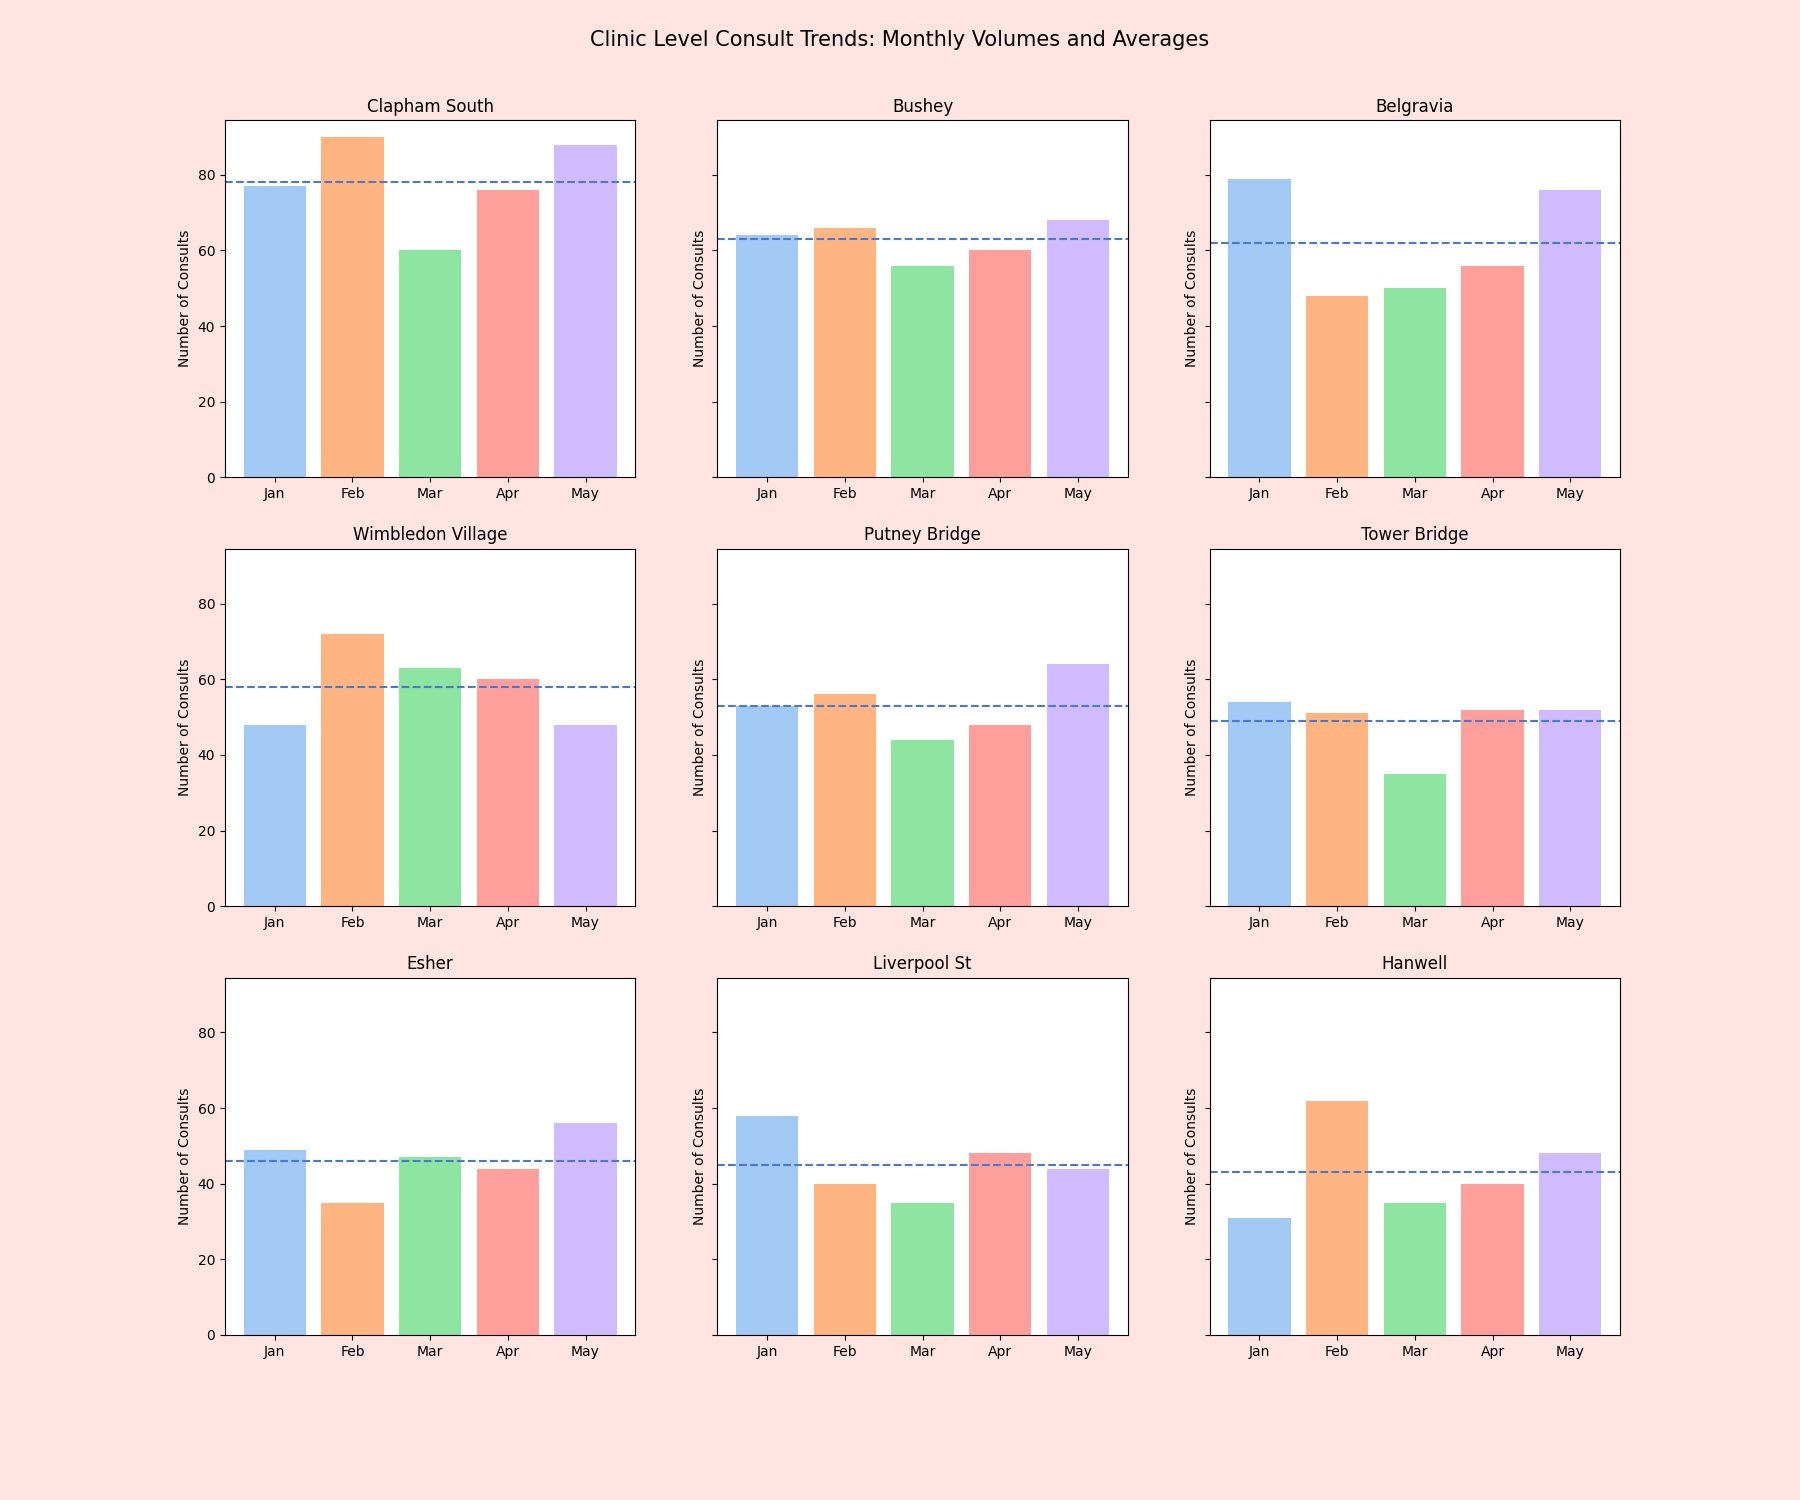 Clinic Level Consult Trends: Monthly Volumes and Averages
Clapham South
Number of Consults
80
60
40
20
0
Jan Feb Mar Apr May
Bushey
Number of Consults
Jan Feb Mar Apr May
Belgravia
Number of Consults
Jan Feb Mar Apr May
Wimbledon Village
Number of Consults
80
60
40
20
0
Jan Feb Mar Apr May
Putney Bridge
Number of Consults
Jan Feb Mar Apr May
Tower Bridge
Number of Consults
Jan Feb Mar Apr May
Esher
Number of Consults
80
60
40
20
0
Jan Feb Mar Apr May
Liverpool St
Number of Consults
Jan Feb Mar Apr May
Hanwell
Number of Consults
Jan Feb Mar Apr May